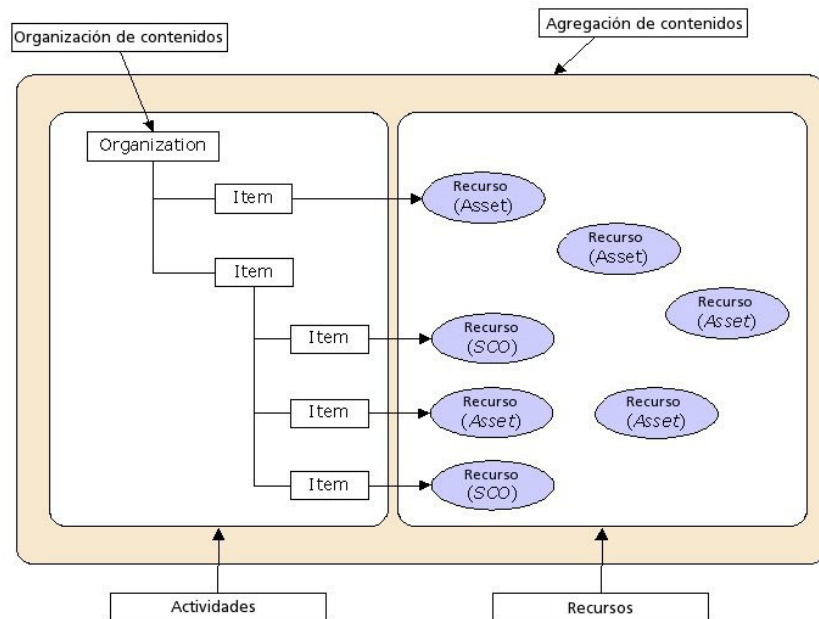 Organización de contenidos
Agregación de contenidos
Organization
Item
Recurso
(Asset)
Recurso
(Asset)
Item
Recurso
(Asset)
Item
Recurso
(SCO)
Item
Recurso
(Asset)
Recurso
(Asset)
Item
Recurso
(SCO)
Actividades
Recursos